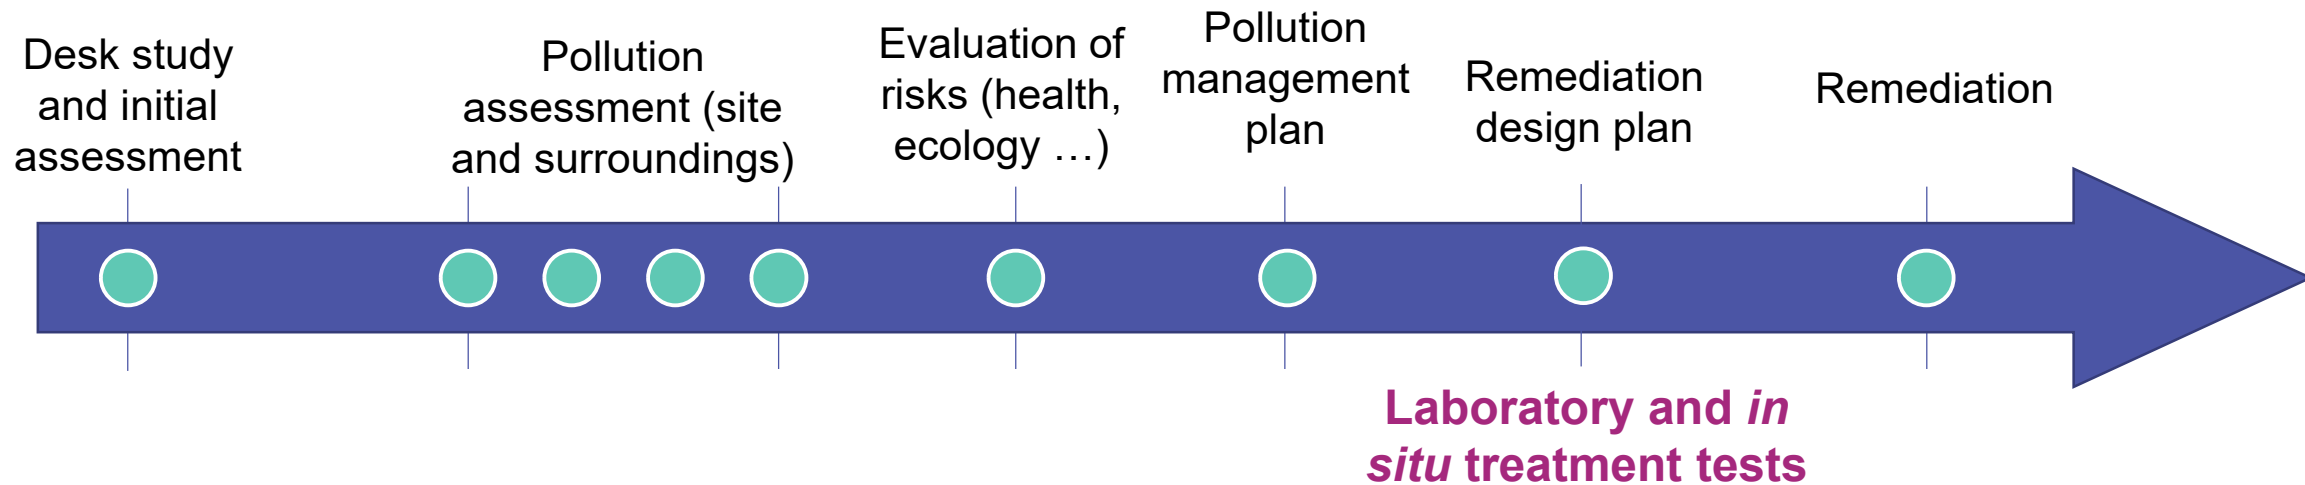 Desk study
and initial
assessment
Pollution
assessment (site
and surroundings)
Evaluation of
risks (health,
ecology …)
Pollution
management
plan
Remediation
design plan
Remediation
Laboratory and in
situ treatment tests